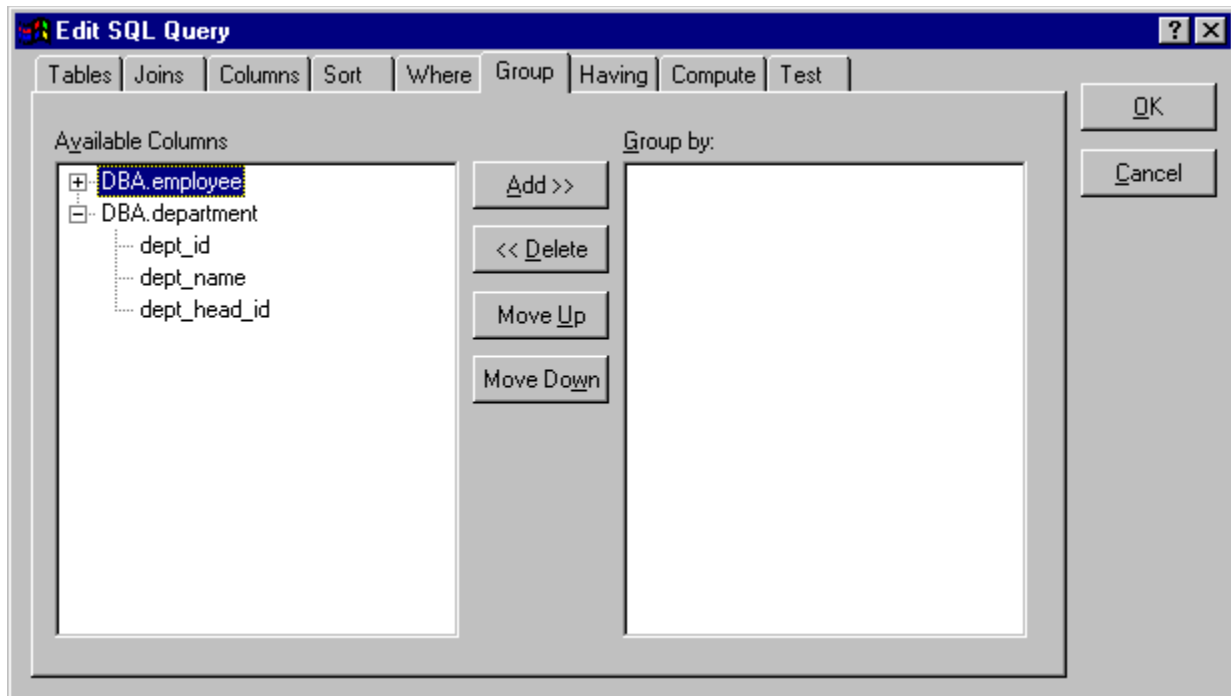 Edit SQL Query
Tables Joins Columns Sort Where Group Having Compute Test
OK
Cancel
Available Columns
DBA.employee
DBA.department
dept_id
dept_name
dept_head_id
Add >>
<< Delete
Move Up
Move Down
Group by: